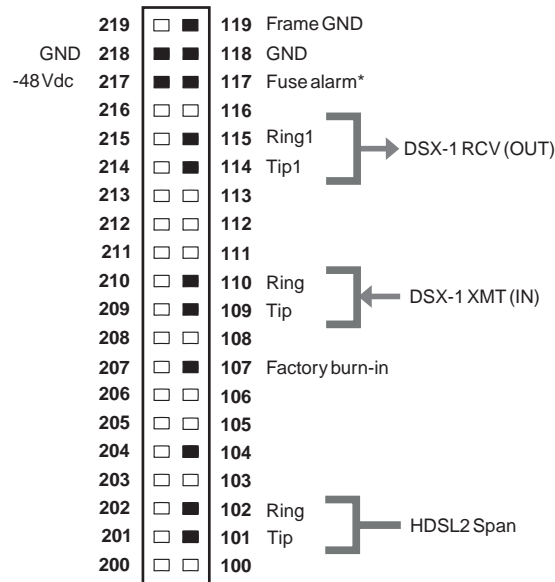 219 119 Frame GND
GND 218 118 GND
-48Vdc 217 117 Fuse alarm*
216 116
215 115 Ring1
DSX-1 RCV (OUT)
214 114 Tip1
213 113
212 112
211 111
210 110 Ring
DSX-1 XMT (IN)
209 109 Tip
208 108
207 107 Factory burn-in
206 106
205 105
204 104
203 103
202 102 Ring
HDSL2 Span
201 101 Tip
200 100